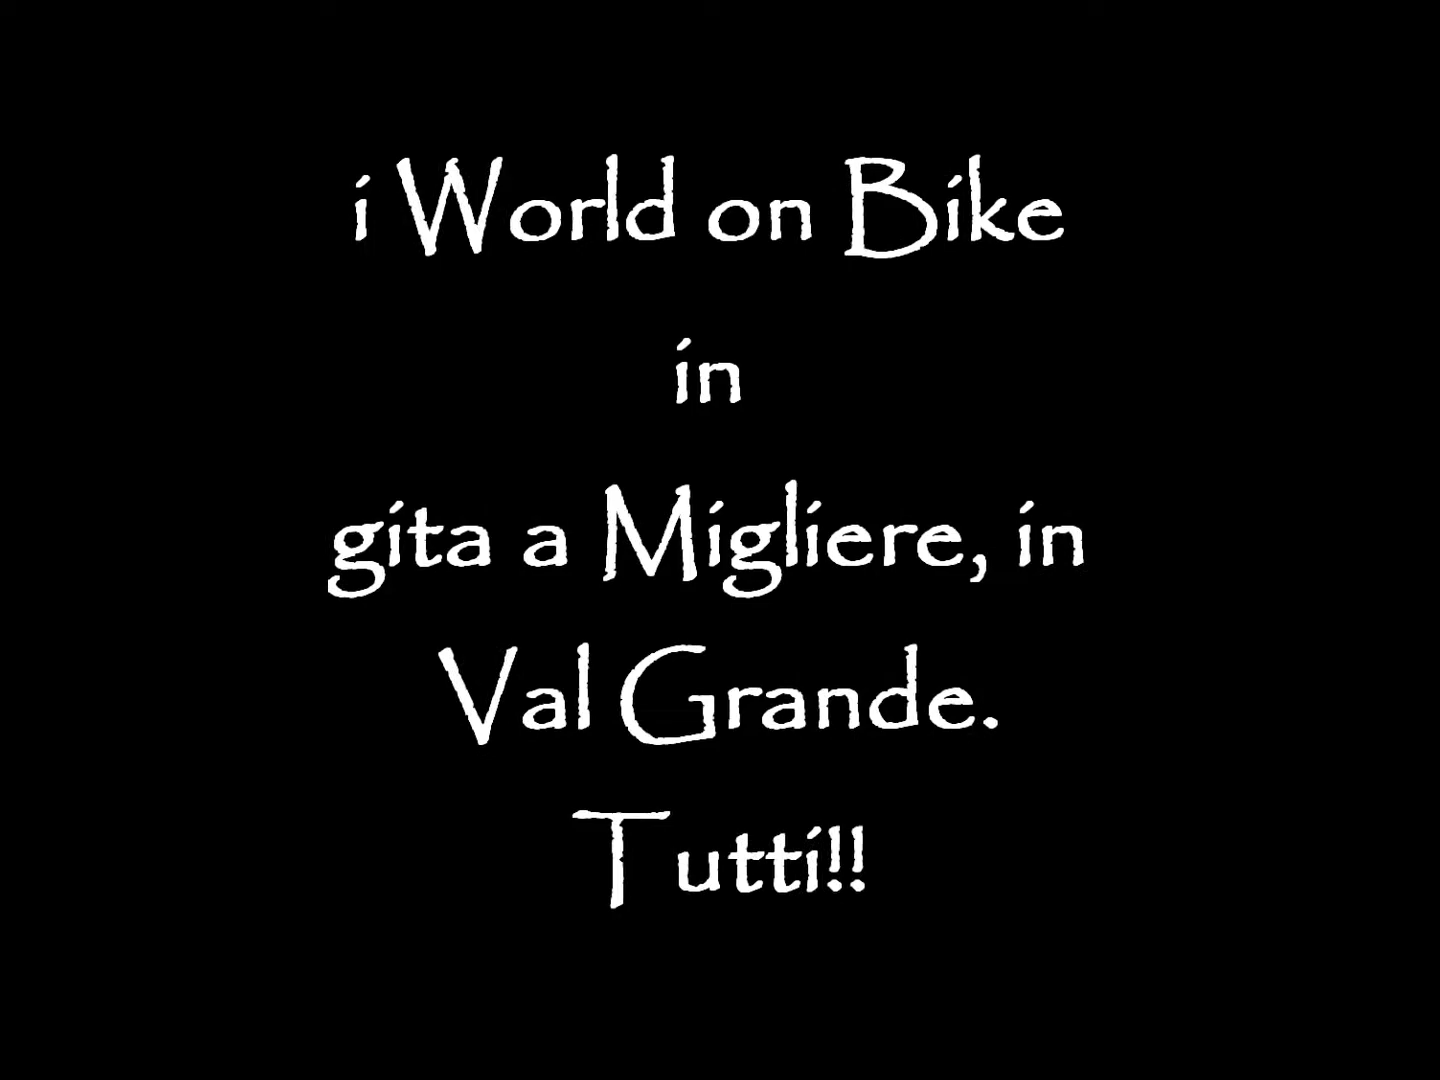 i World on Bike
in
gita a Migliere, in
Val Grande.
Tutti!!